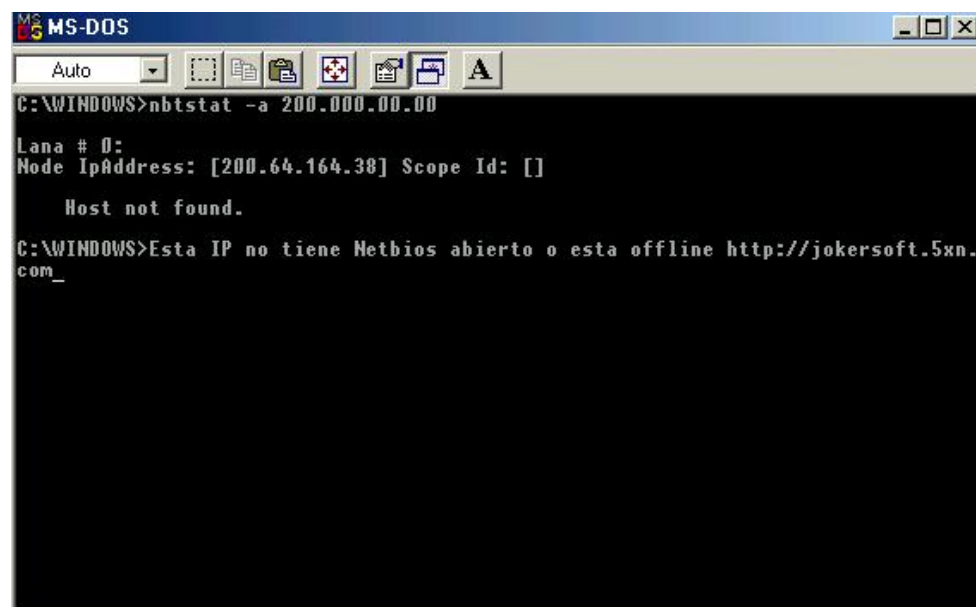 MS-DOS
Auto
A
C:\WINDOWS>nbtstat -a 200.000.00.00
Lana # 0:
Node IpAddress: [200.64.164.38] Scope Id: []
Host not found.
C:\WINDOWS>Esta IP no tiene Netbios abierto o esta offline http://jokersoft.5xn.
com_